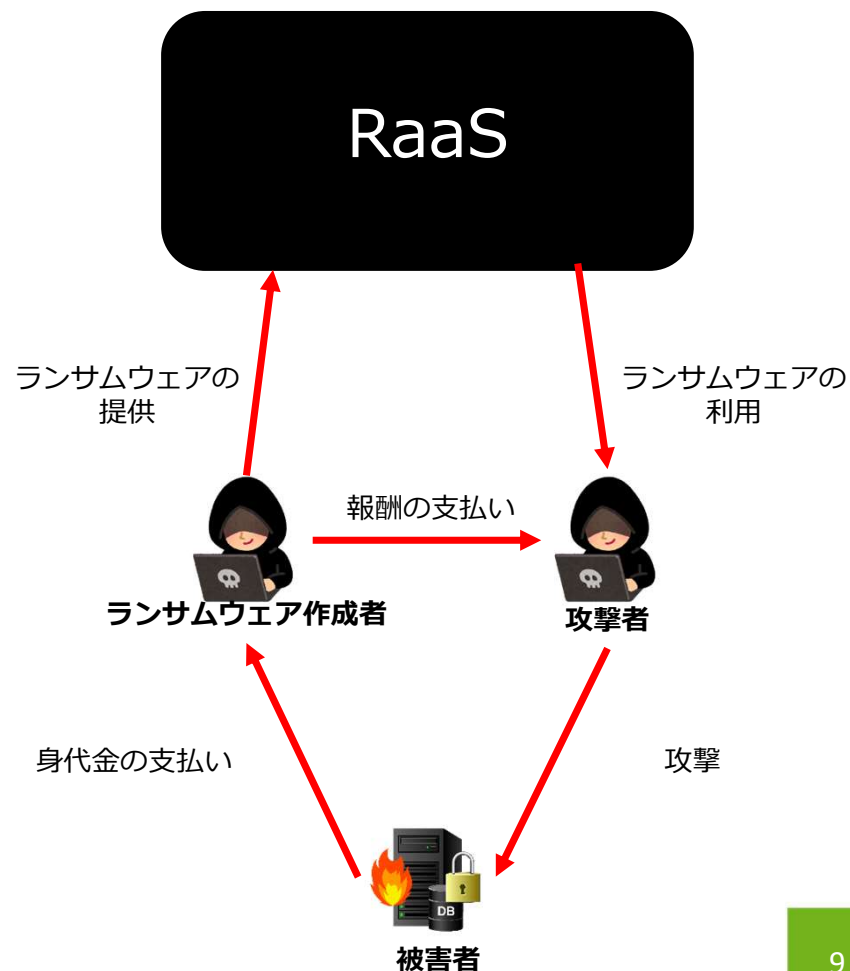 RaaS
ランサムウェアの
提供
ランサムウェアの
利用
報酬の支払い
ランサムウェア作成者
攻撃者
身代金の支払い
攻撃
DB
被害者
9